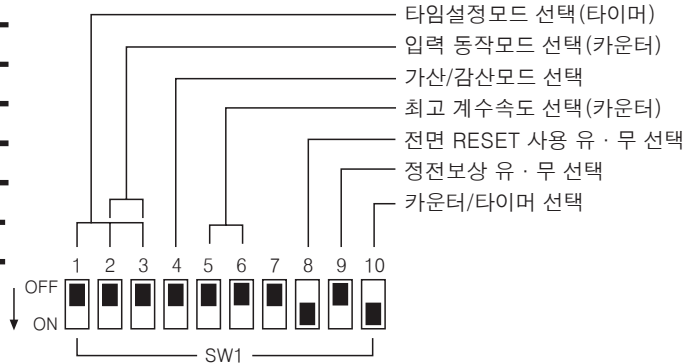 타임설정모드 선택(타이머)
입력 동작모드 선택(카운터)
가산/감산모드 선택
최고 계수속도 선택(카운터)
전면 RESET 사용 유 · 무 선택
정전보상 유 · 무 선택
카운터/타이머 선택
1 2 3 4 5 6 7 8 9 10
OFF
ON
SW1